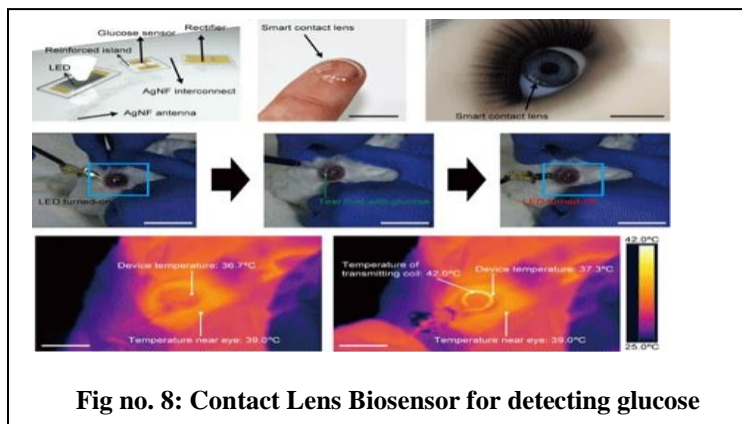 Glucose sensor
Rectifier
Reinforced island
LED
AgNF interconnect
AgNF antenna
Smart contact lens
Smart contact lens
LED turned-on
Tear fluid with glucose
LED turned-
Device temperature: 36.7°C
Temperature near eye: 39.0°C
Temperature of
transmitting coil: 42.0°C
Device temperature: 37.3°C
Temperature near eye: 39.0°C
42.0°C
25.0°C
Fig no. 8: Contact Lens Biosensor for detecting glucose